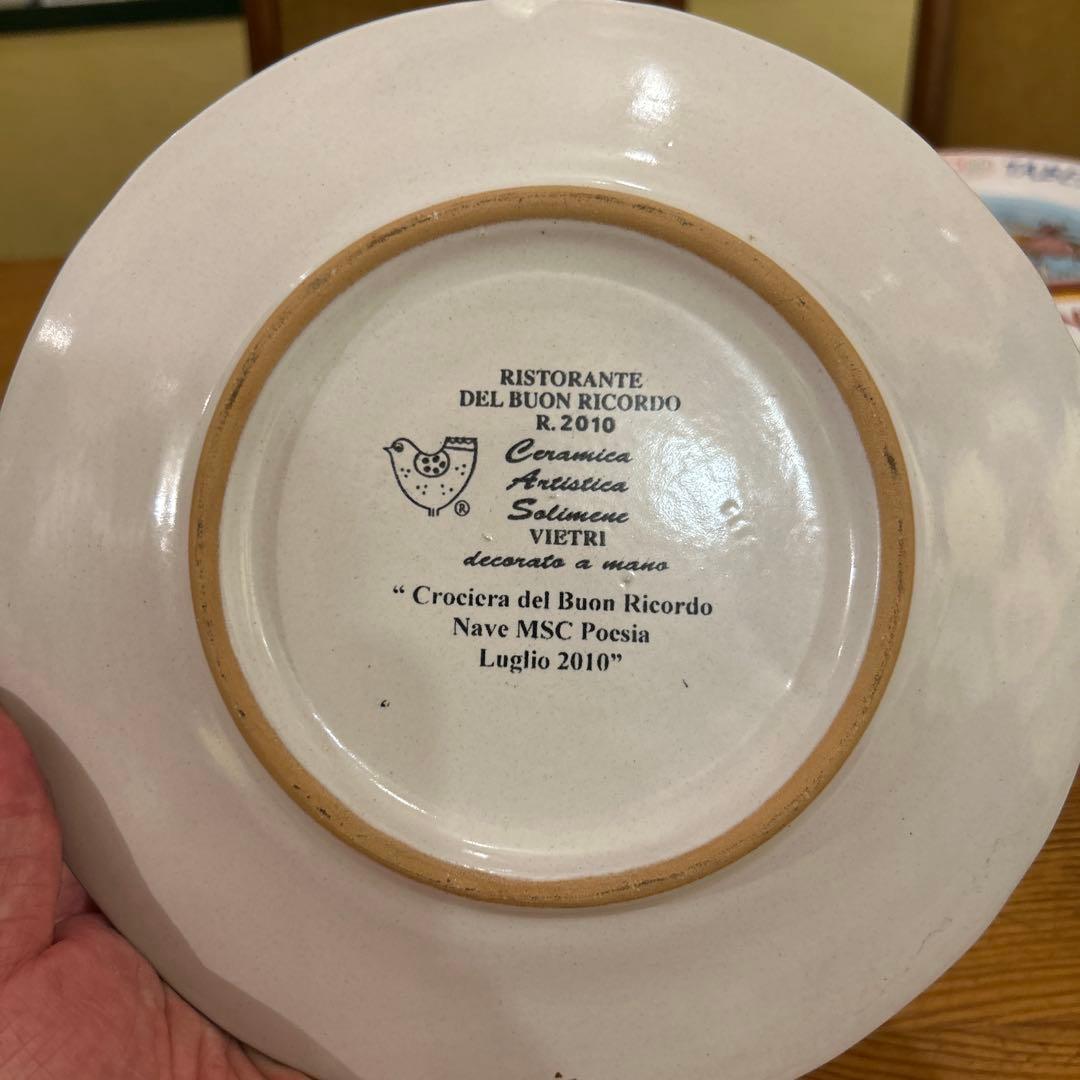 RISTORANTE
DEL BUON RICORDO
R.2010
Ceramica
Artistica
Solimene
®
VIETRI
decorato a mano
“ Crociera del Buon Ricordo
Nave MSC Poesia
Luglio 2010”